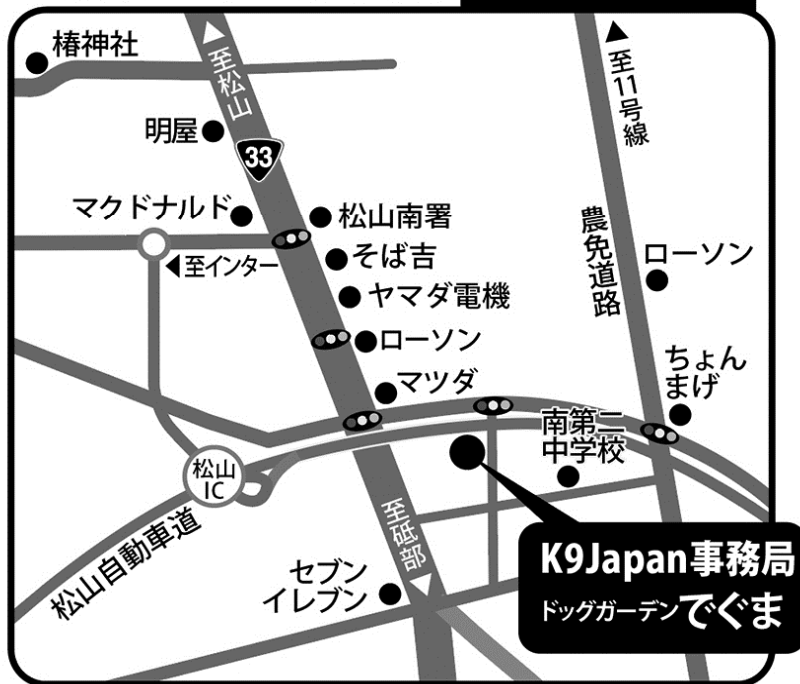 椿神社
至松山
至11号線
明屋
33
マクドナルド
松山南署
農免道路
◀至インター
そば吉
ローソン
ヤマダ電機
ローソン
マツダ
ちょん
まげ
南第二
中学校
松山
IC
松山自動車道
至砥部
セブン
イレブン
K9Japan事務局
ドッグガーデンでぐま